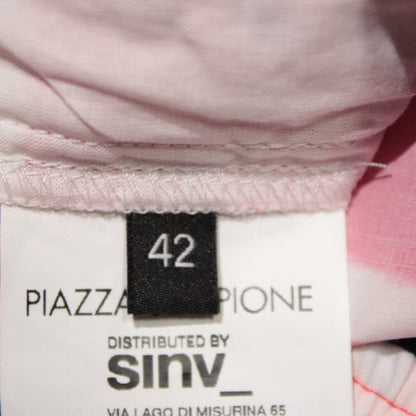 42
PIAZZA PIONE
DISTRIBUTED BY
sinv_
VIA LAGO DI MISURINA 65